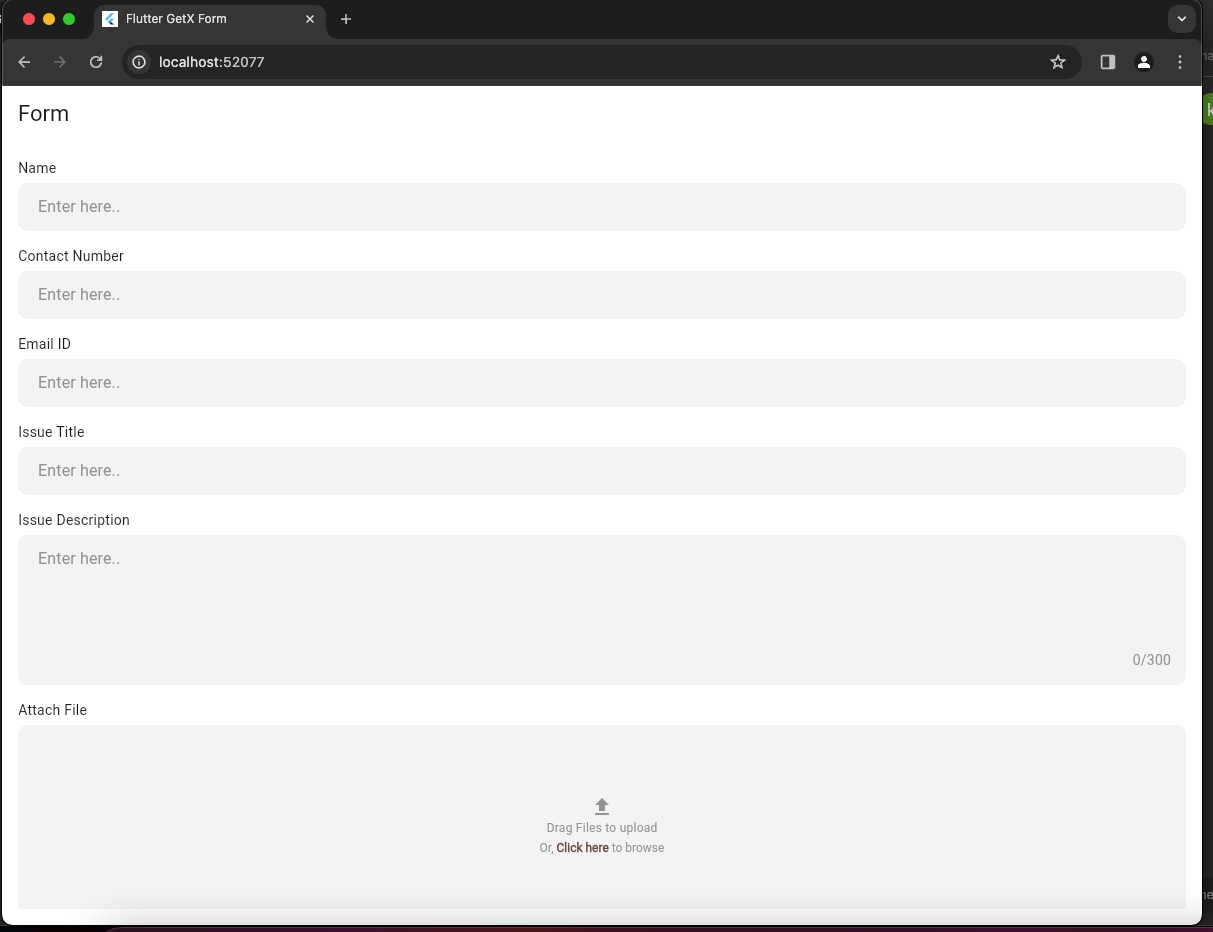 Flutter GetX Form
localhost:52077
Form
Name
Enter here..
Contact Number
Enter here..
Email ID
Enter here..
Issue Title
Enter here..
Issue Description
Enter here..
0/300
Attach File
Drag Files to upload
Or, Click here to browse